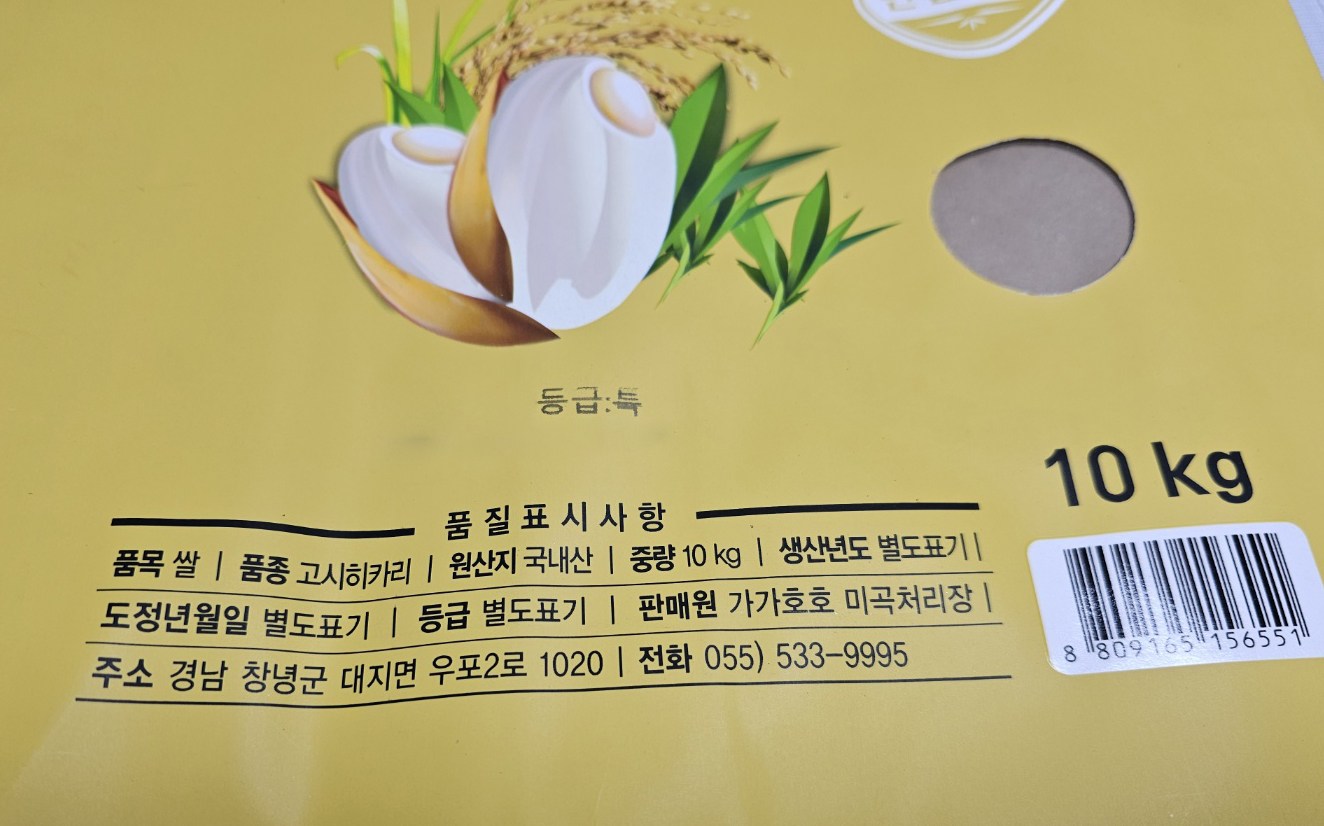 등급:특
10 kg
품질표시사항
품목 쌀 | 품종 고시히카리 | 원산지 국내산 | 중량 10 kg | 생산년도 별도표기 |
도정년월일 별도표기 | 등급 별도표기 | 판매원 가가호호 미곡처리장 |
주소 경남 창녕군 대지면 우포2로 1020 | 전화 055) 533-9995
8 809165 156551